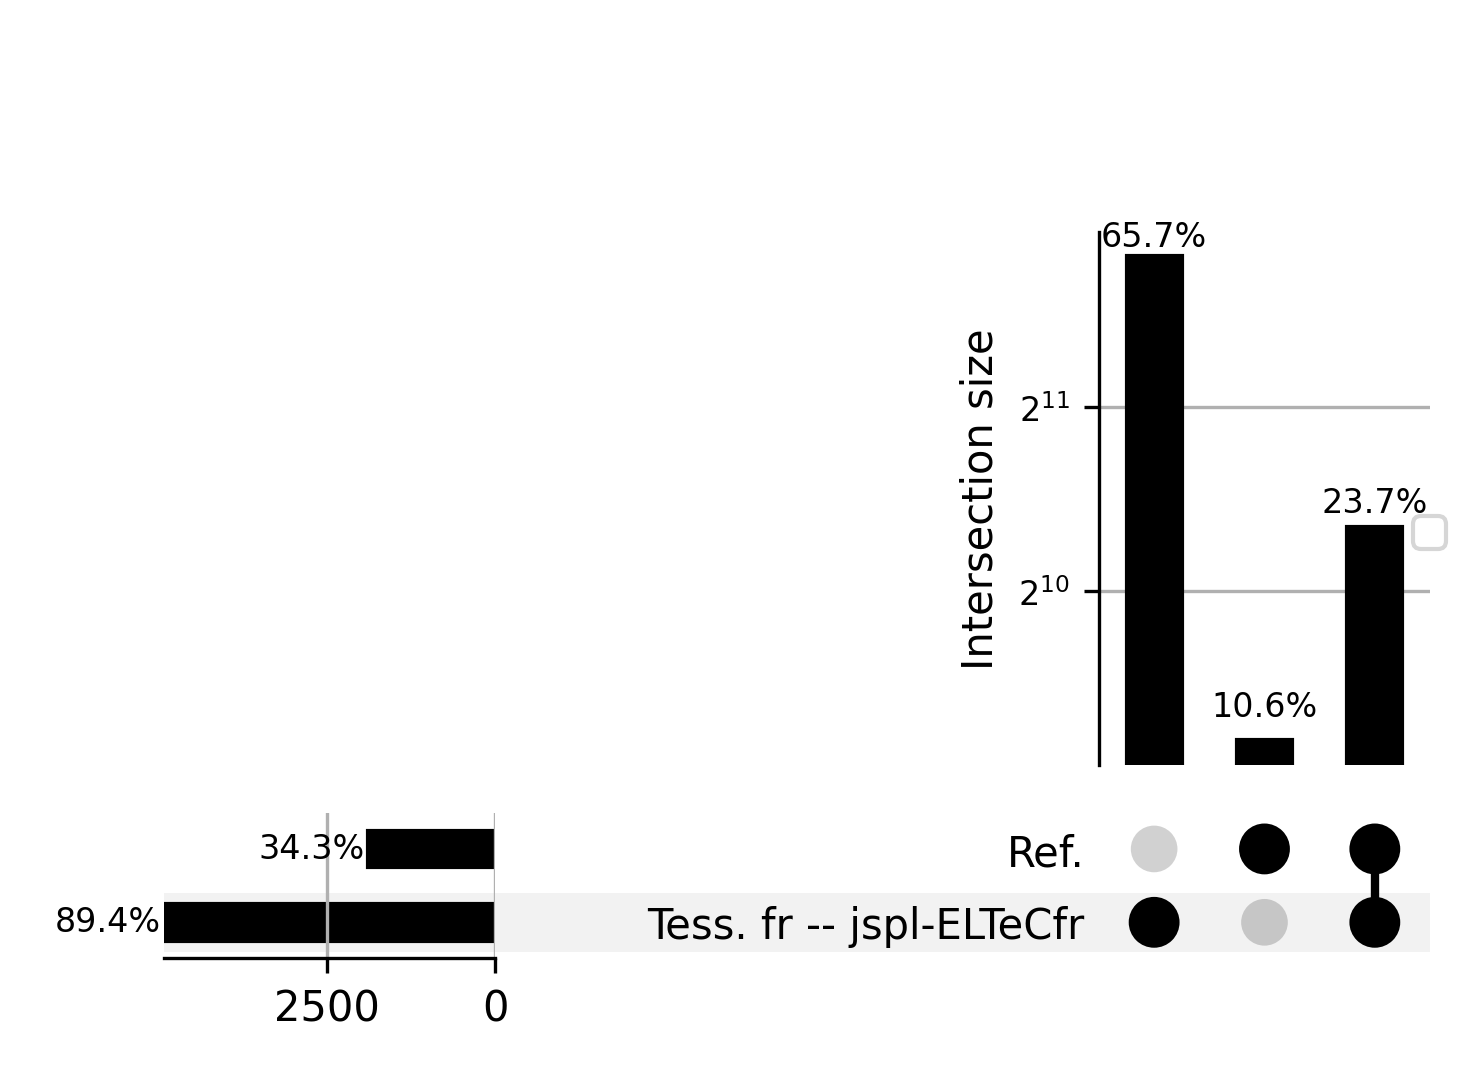 65.7%
Intersection size
2¹¹
23.7%
2¹⁰
10.6%
34.3%
Ref.
89.4%
Tess. fr -- jspl-ELTeCfr
2500 0